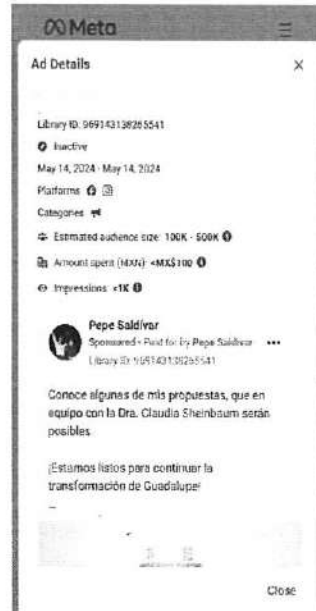 Meta
Ad Details
Library ID: 969143138265541
Inactive
May 14, 2024 - May 14, 2024
Platforms
Categories
Estimated audience size: 100K - 500K
Amount spent (MXN): <MX$100
Impressions: <1K
Pepe Saldívar
Sponsored • Paid for by Pepe Saldívar
Library ID: 969143138265541
Conoce algunas de mis propuestas, que en
equipo con la Dra. Claudia Sheinbaum serán
posibles
¡Estamos listos para continuar la
transformación de Guadalupe!
Close